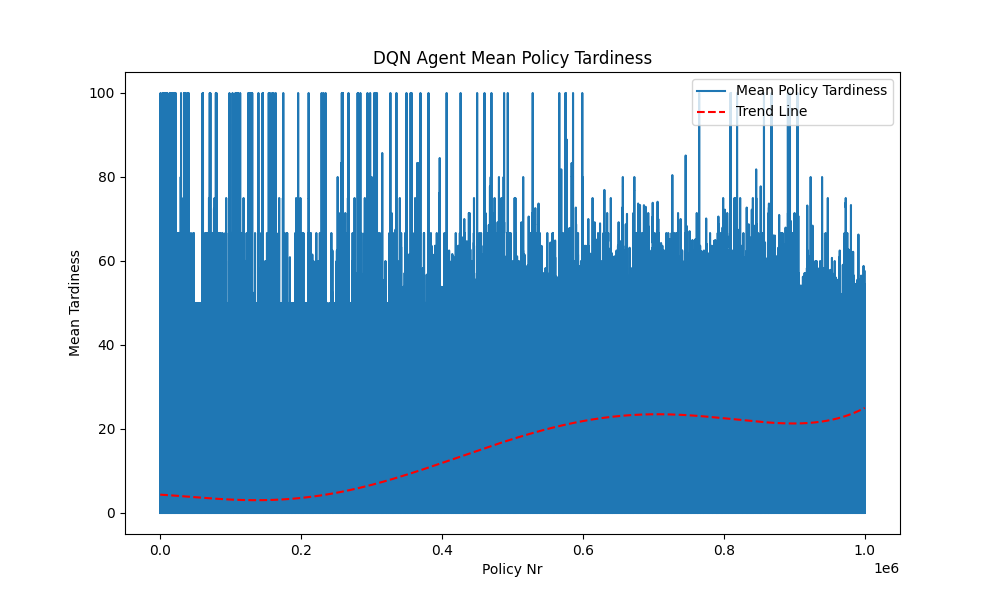 DQN Agent Mean Policy Tardiness
Mean Policy Tardiness
Trend Line
Mean Tardiness
100
80
60
40
20
0
0.0 0.2 0.4 0.6 0.8 1.0
1e6
Policy Nr